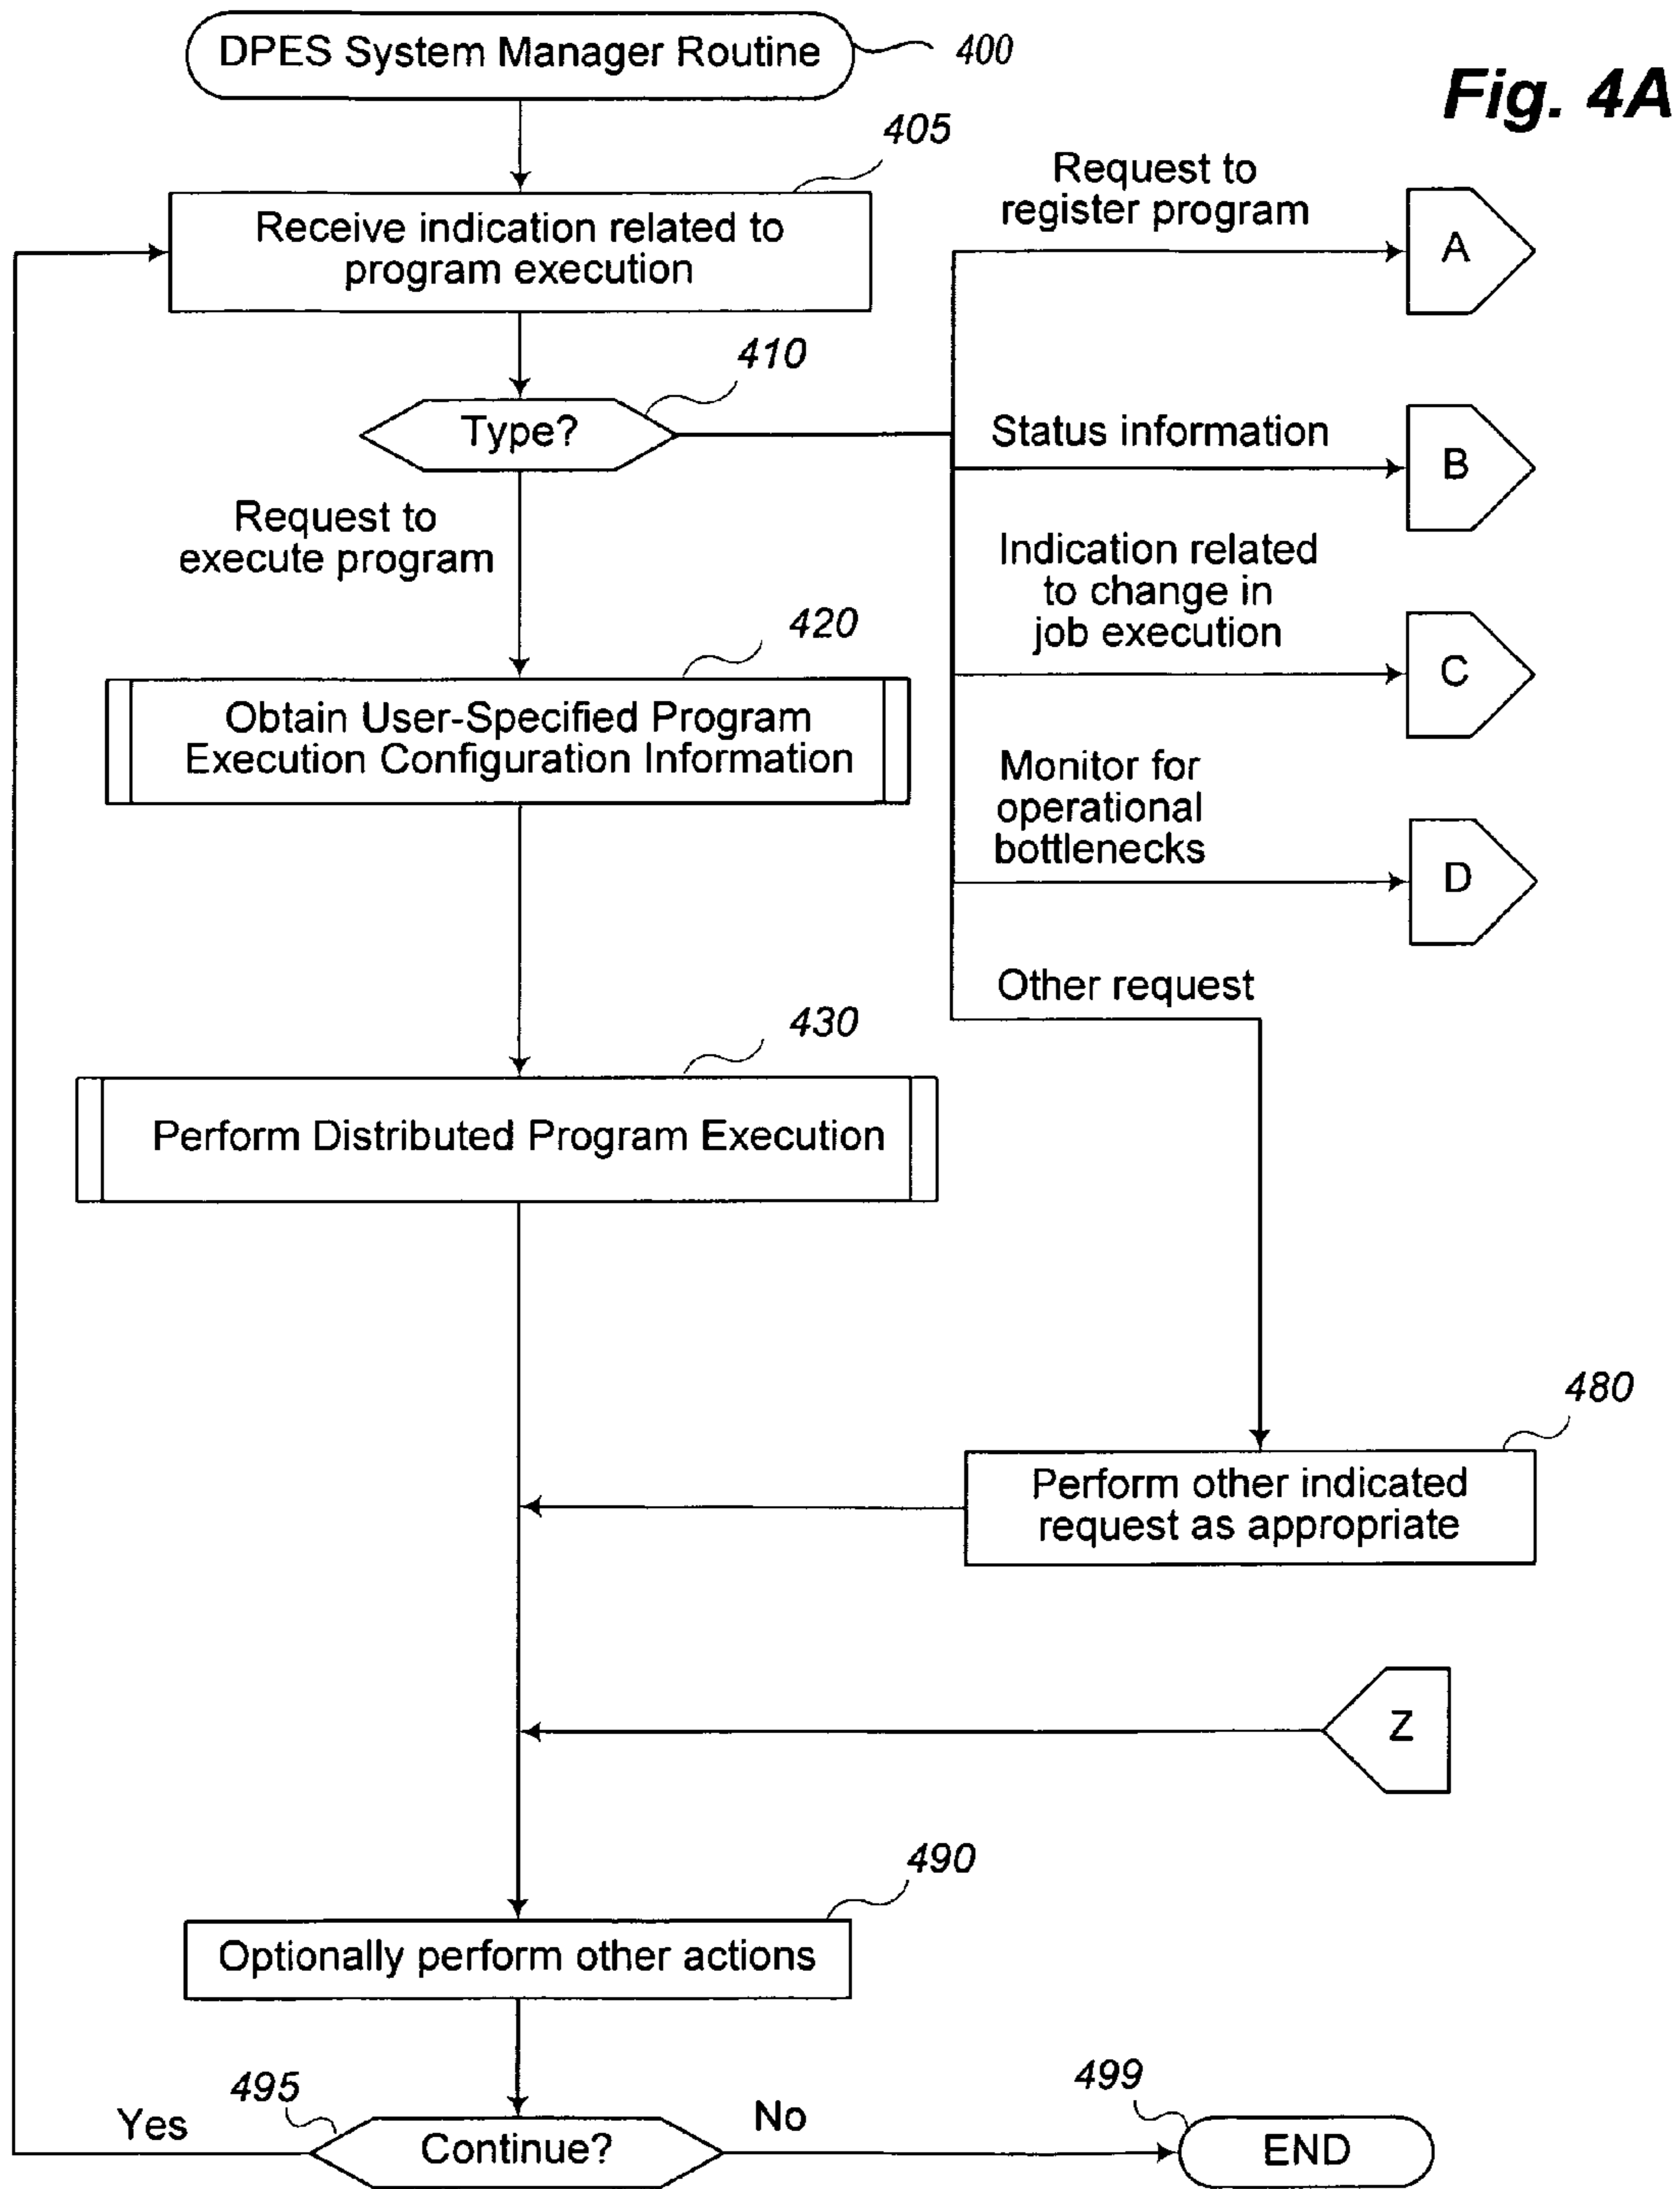 DPES System Manager Routine
400
Fig. 4A
405
Receive indication related to
program execution
Request to
register program
A
410
Type?
Status information
B
Request to
execute program
Indication related
to change in
job execution
C
420
Obtain User-Specified Program
Execution Configuration Information
Monitor for
operational
bottlenecks
D
Other request
430
Perform Distributed Program Execution
480
Perform other indicated
request as appropriate
Z
490
Optionally perform other actions
495
Yes
Continue?
No
499
END